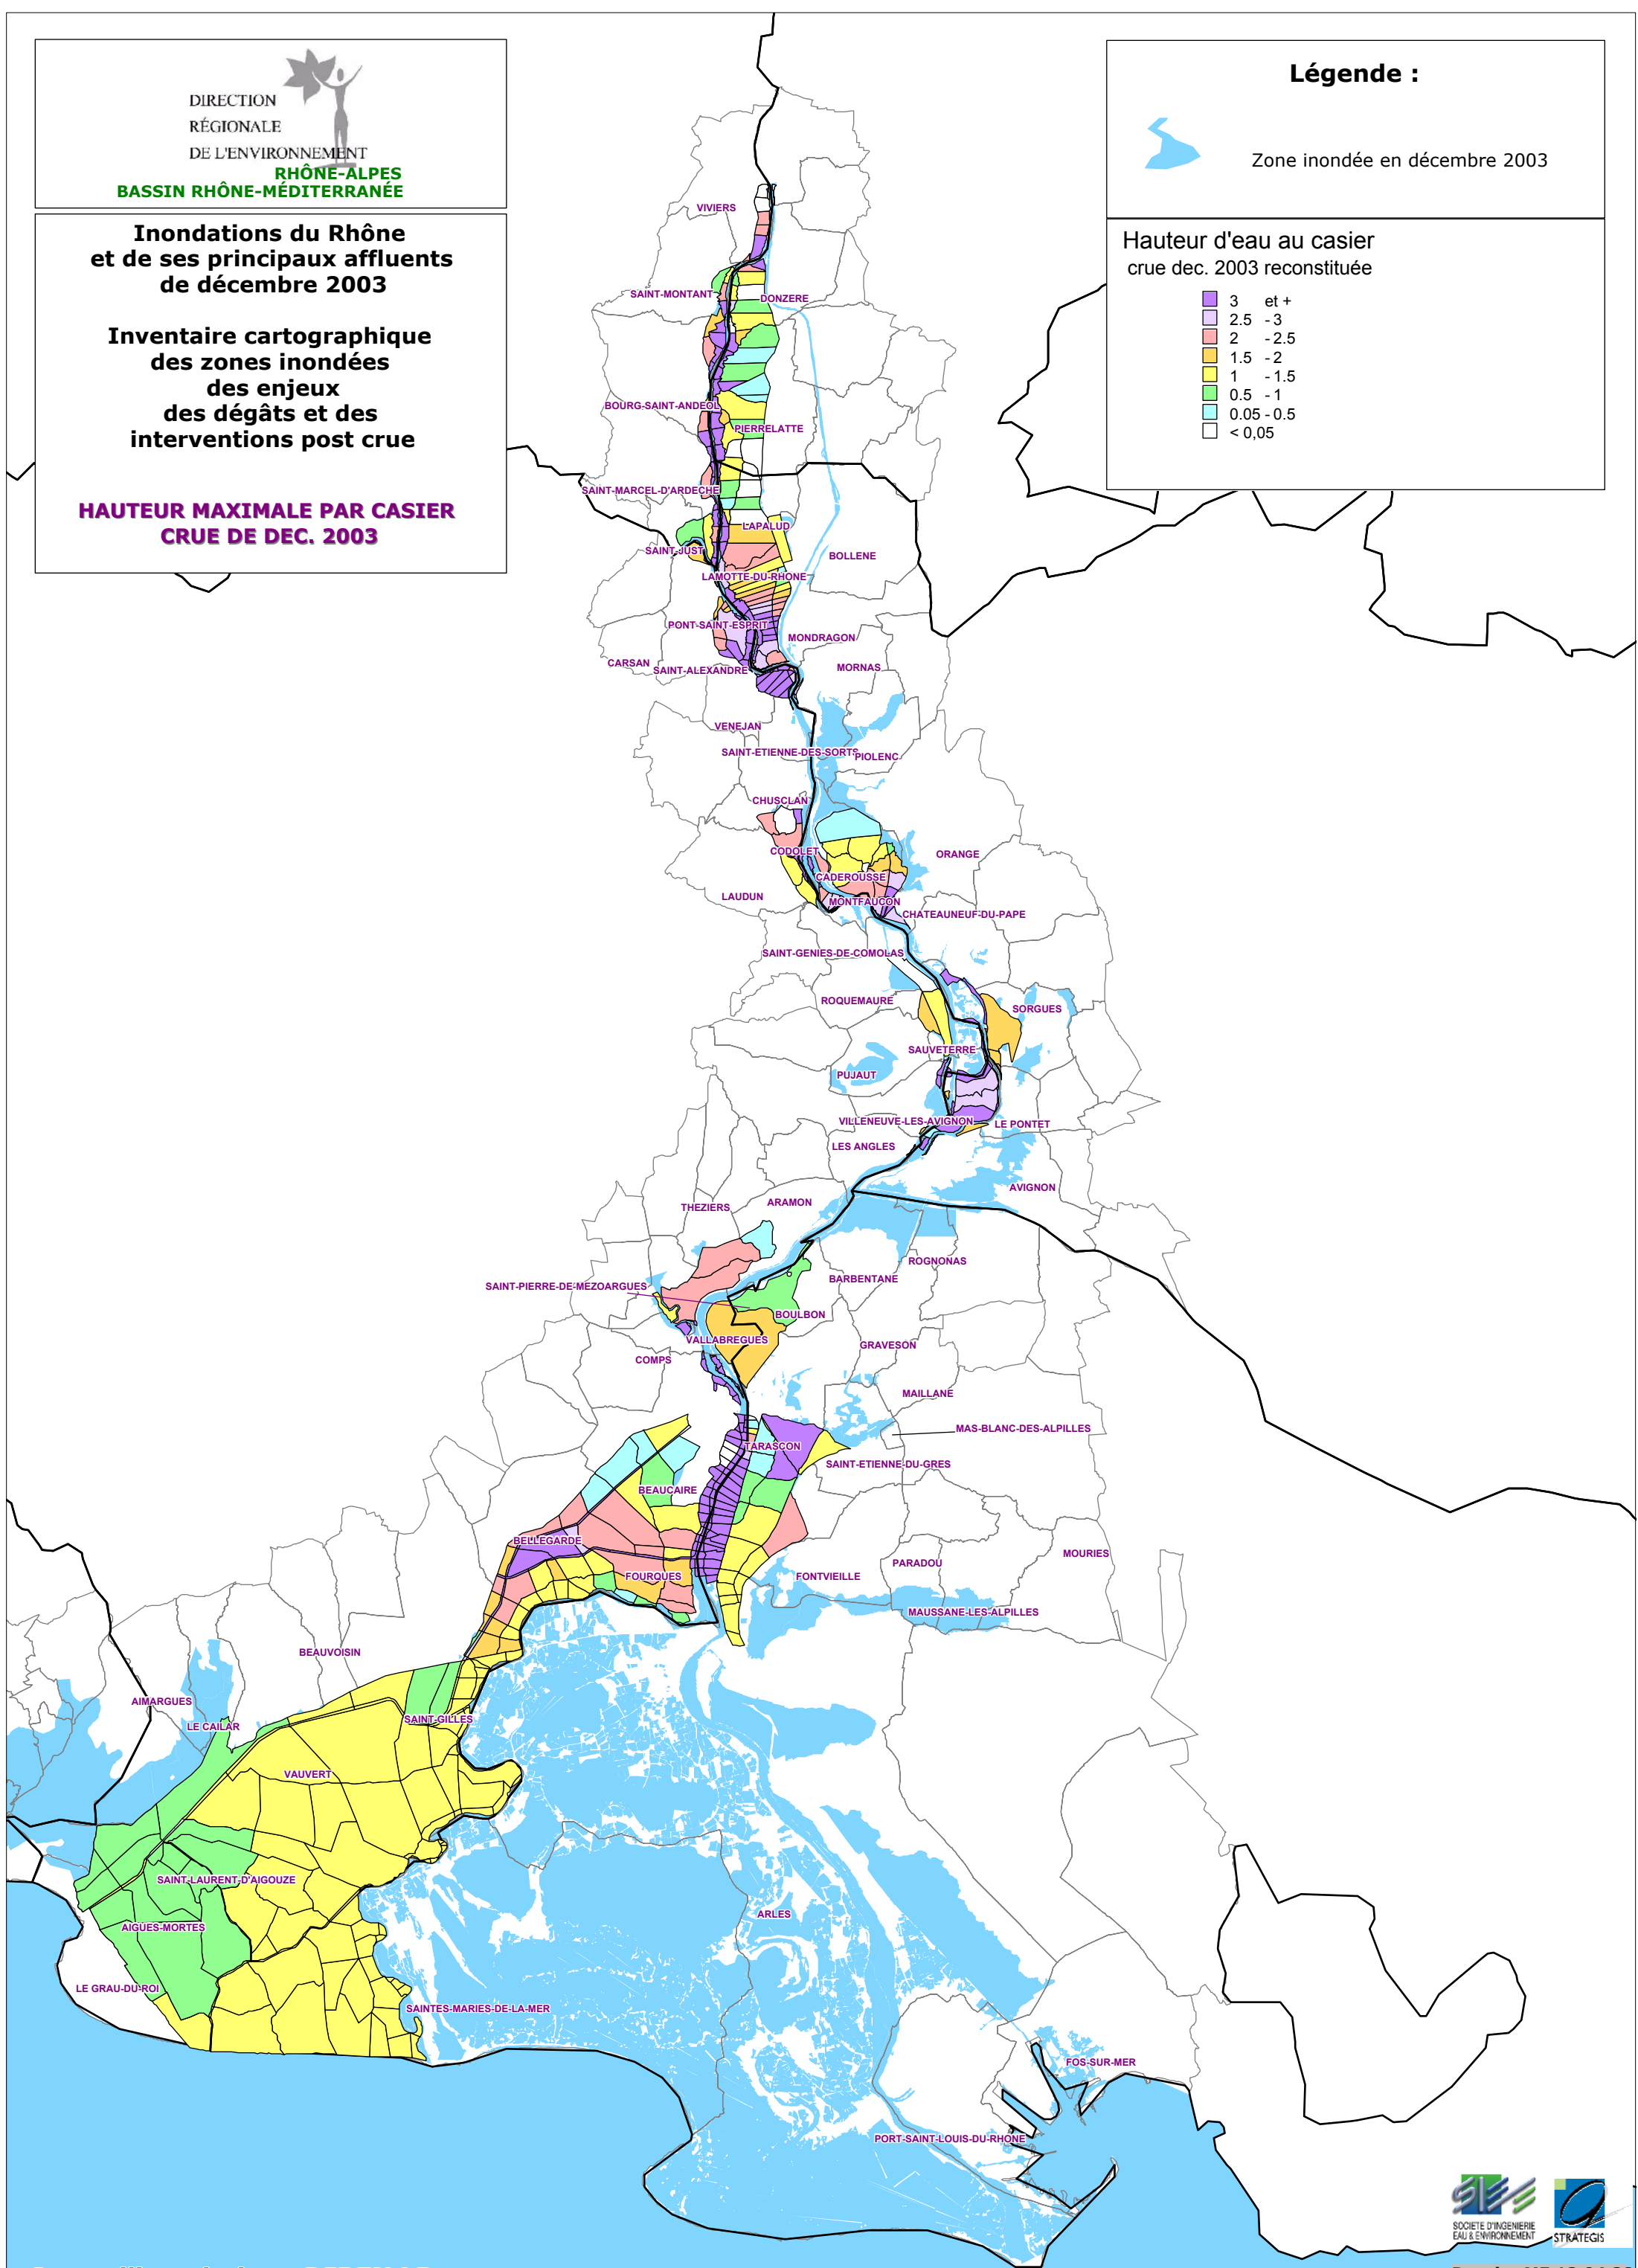 DIRECTION
RÉGIONALE
DE L'ENVIRONNEMENT
RHÔNE-ALPES
BASSIN RHÔNE-MÉDITERRANÉE
Inondations du Rhône
et de ses principaux affluents
de décembre 2003
Inventaire cartographique
des zones inondées
des enjeux
des dégâts et des
interventions post crue
HAUTEUR MAXIMALE PAR CASIER
CRUE DE DEC. 2003
Légende :
Zone inondée en décembre 2003
Hauteur d'eau au casier
crue dec. 2003 reconstituée
3 et +
2.5 - 3
2 - 2.5
1.5 - 2
1 - 1.5
0.5 - 1
0.05 - 0.5
< 0,05
VIVIERS
SAINT-MONTANT
DONZERE
BOURG-SAINT-ANDEOL
PIERRELATTE
SAINT-MARCEL-D'ARDECHE
LAPALUD
SAINT-JUST
BOLLENE
LAMOTTE-DU-RHONE
PONT-SAINT-ESPRIT
MONDRAGON
CARSAN
SAINT-ALEXANDRE
MORNAS
VENEJAN
SAINT-ETIENNE-DES-SORTS
PIOLENC
CHUSCLAN
CODOLET
ORANGE
CADEROUSSE
LAUDUN
MONTFAUCON
CHATEAUNEUF-DU-PAPE
SAINT-GENIES-DE-COMOLAS
ROQUEMAURE
SORGUES
SAUVETERRE
PUJAUT
VILLENEUVE-LES-AVIGNON
LE PONTET
LES ANGLES
AVIGNON
ARAMON
THEZIERS
ROGNONAS
BARBENTANE
SAINT-PIERRE-DE-MEZOARGUES
BOULBON
VALLABREGUES
GRAVESON
COMPS
MAILLANE
MAS-BLANC-DES-ALPILLES
TARASCON
SAINT-ETIENNE-DU-GRES
BEAUCAIRE
BELLEGARDE
MOURIES
PARADOU
FOURQUES
FONTVIEILLE
MAUSSANE-LES-ALPILLES
BEAUVOISIN
AIMARGUES
LE CAILAR
SAINT-GILLES
VAUVERT
SAINT-LAURENT-D'AIGOUZE
ARLES
AIGUES-MORTES
LE GRAU-DU-ROI
SAINTES-MARIES-DE-LA-MER
FOS-SUR-MER
PORT-SAINT-LOUIS-DU-RHONE
SOCIETE D'INGENIERIE
EAU & ENVIRONNEMENT
STRATEGIS